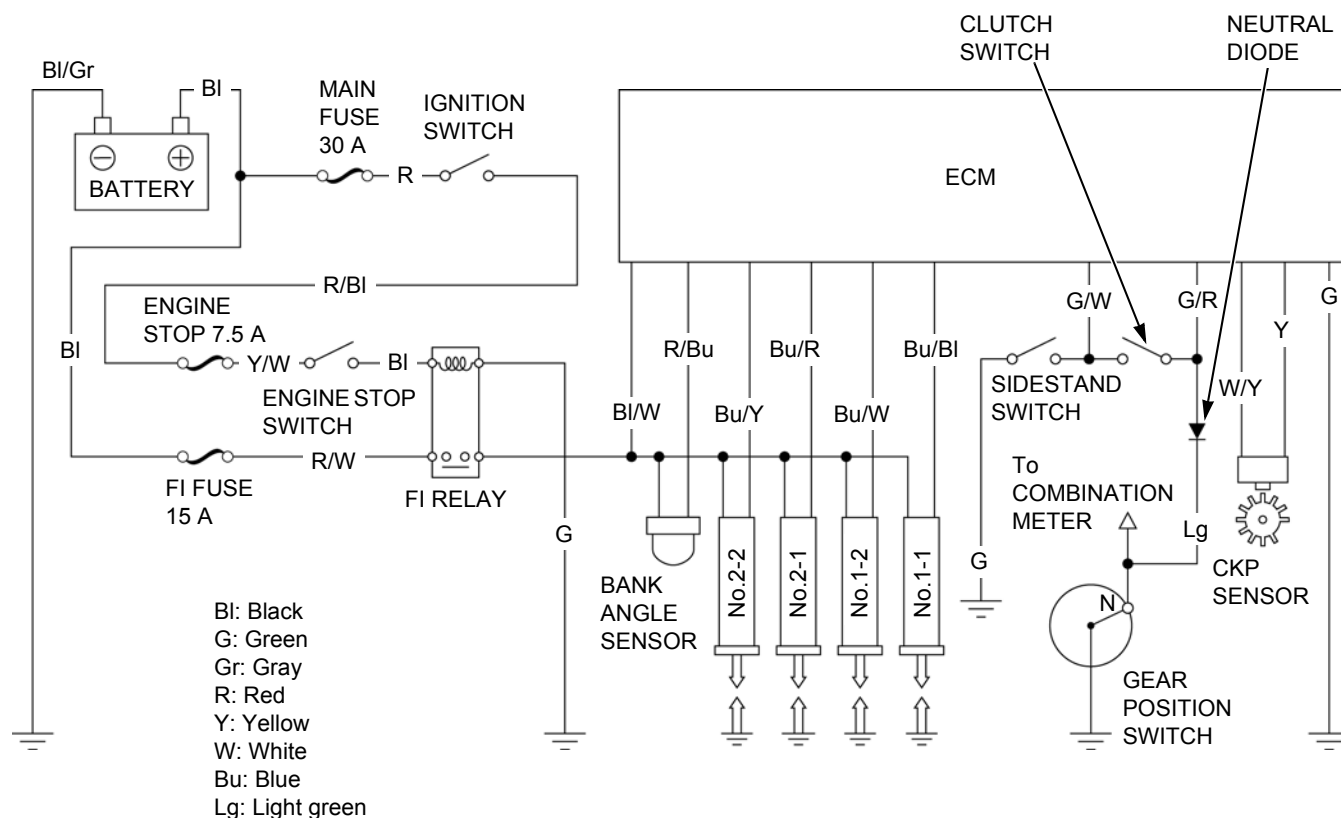 CLUTCH
SWITCH
NEUTRAL
DIODE
Bl/Gr
Bl
MAIN
FUSE
30 A
IGNITION
SWITCH
R
BATTERY
ECM
R/Bl
ENGINE
STOP 7.5 A
Bl
Y/W
Bl
ENGINE STOP
SWITCH
R/W
FI FUSE
15 A
FI RELAY
G
Bl/W
R/Bu
Bu/Y
Bu/R
Bu/W
Bu/Bl
G/W
G/R
Y
G
SIDESTAND
SWITCH
W/Y
To
COMBINATION
METER
Lg
G
CKP
SENSOR
BANK
ANGLE
SENSOR
No.2-2
No.2-1
No.1-2
No.1-1
N
GEAR
POSITION
SWITCH
Bl: Black
G: Green
Gr: Gray
R: Red
Y: Yellow
W: White
Bu: Blue
Lg: Light green